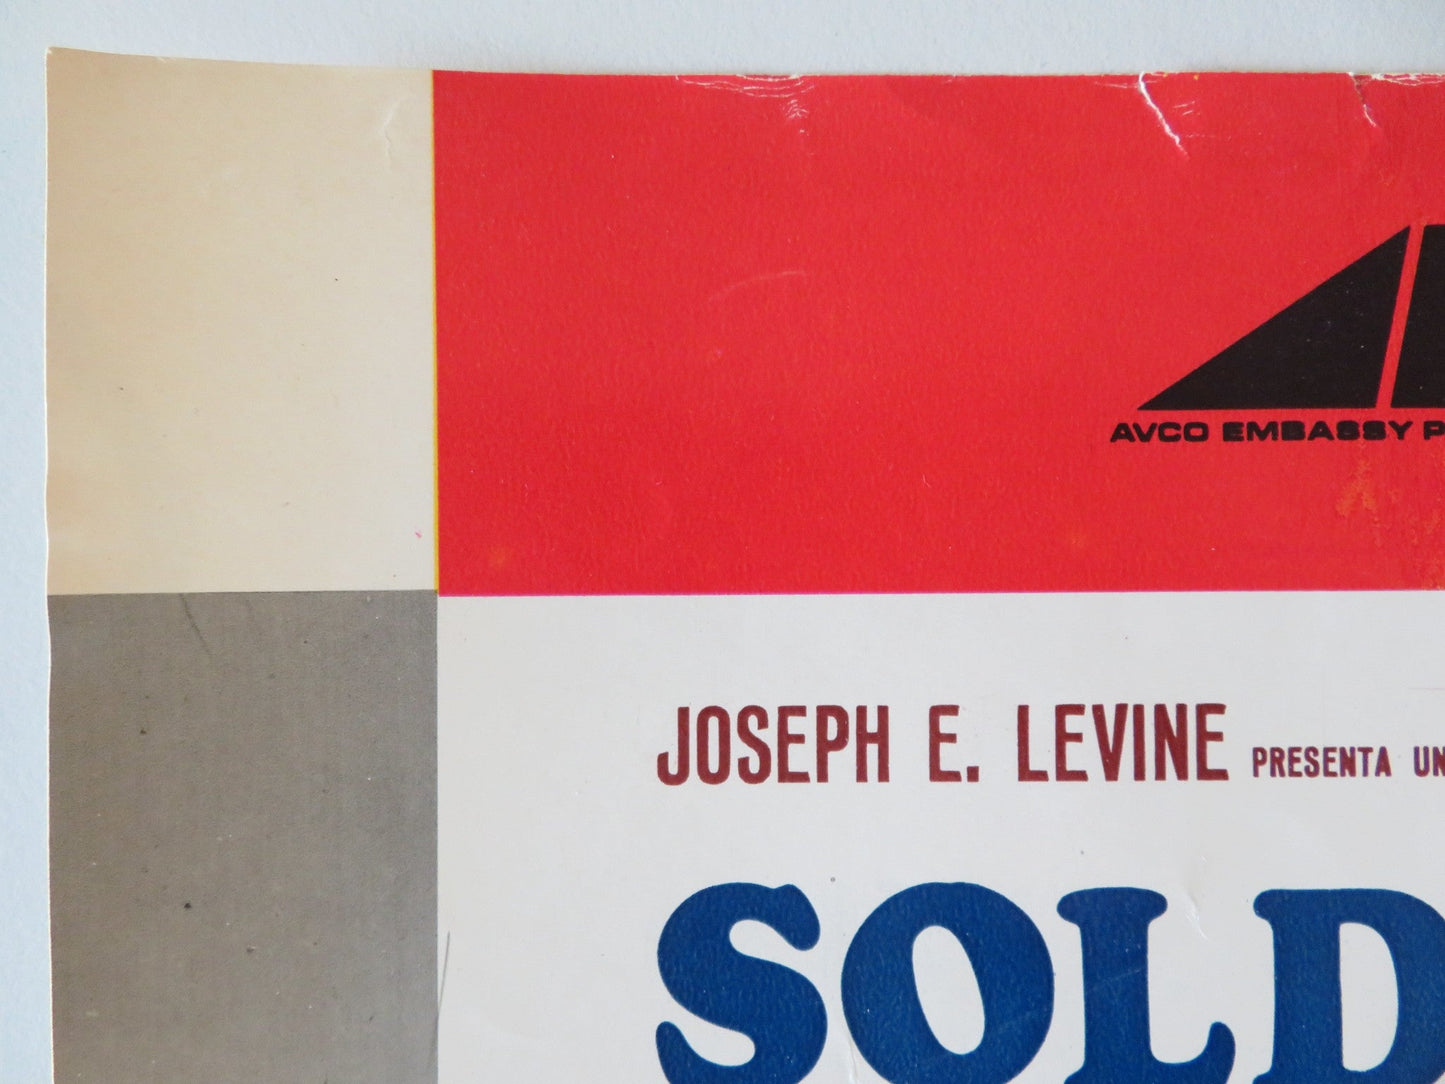 AVCO EMBASSY P
JOSEPH E. LEVINE PRESENTA UN
SOLD